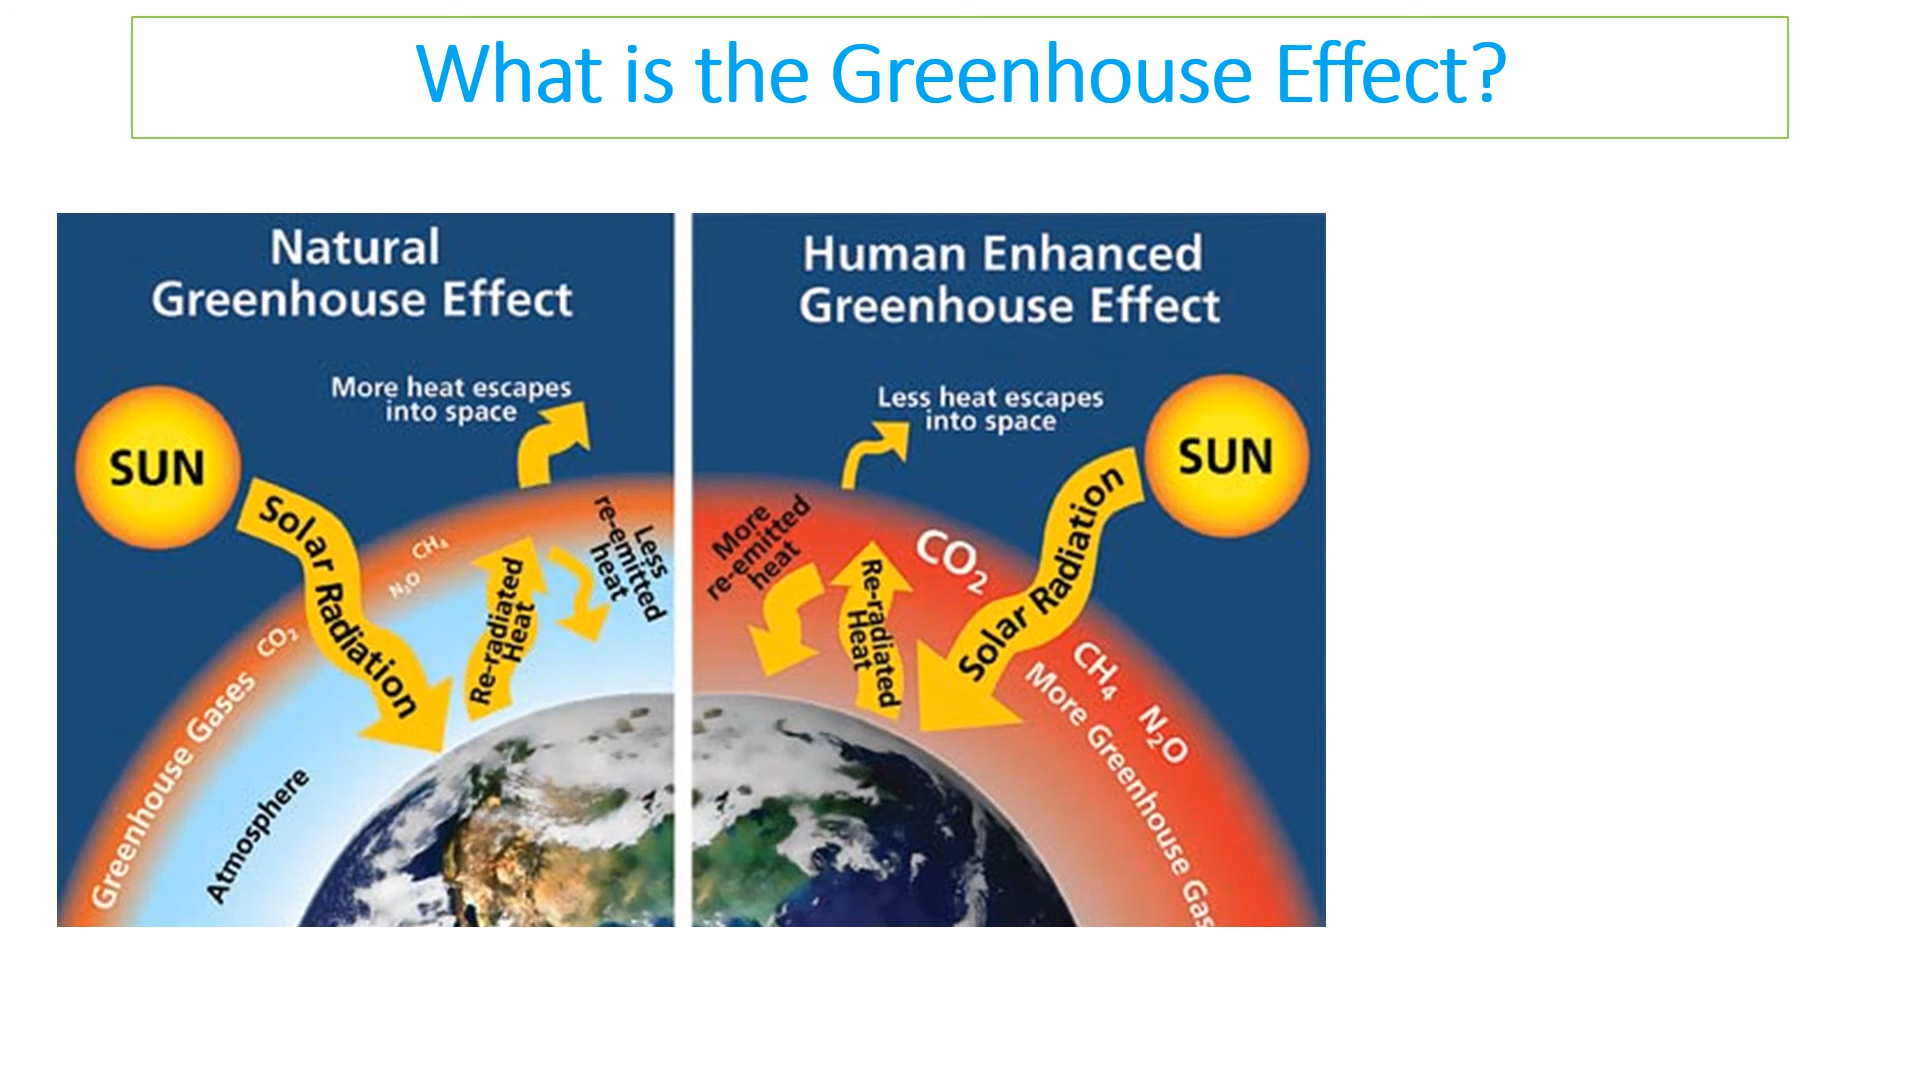 What is the Greenhouse Effect?
Natural
Greenhouse Effect
More heat escapes
into space
SUN
Solar Radiation
CH₄
N₂O
CO₂
Re-radiated
Heat
Less
re-emitted
heat
Greenhouse Gases
Atmosphere
Human Enhanced
Greenhouse Effect
Less heat escapes
into space
SUN
Solar Radiation
More
re-emitted
heat
Re-radiated
Heat
CO₂
CH₄
N₂O
More Greenhouse Gas